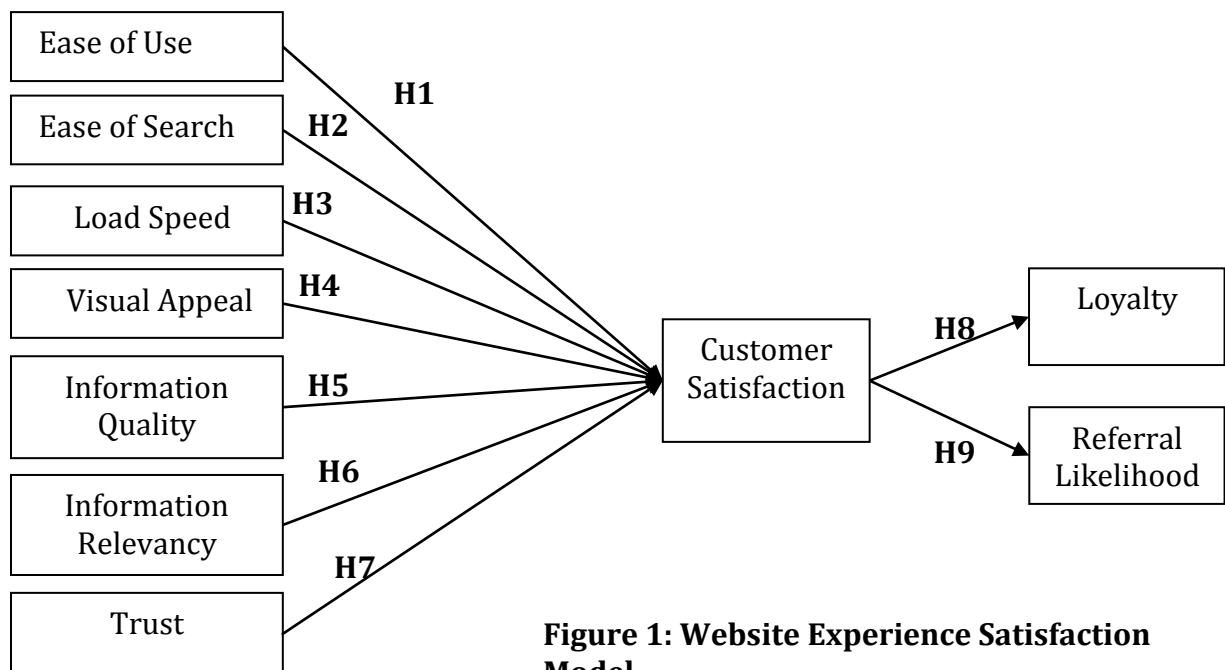 Ease of Use
H1
Ease of Search
H2
Load Speed
H3
Visual Appeal
H4
Information
Quality
H5
Information
Relevancy
H6
Trust
H7
Customer
Satisfaction
H8
Loyalty
H9
Referral
Likelihood
Figure 1: Website Experience Satisfaction
Model